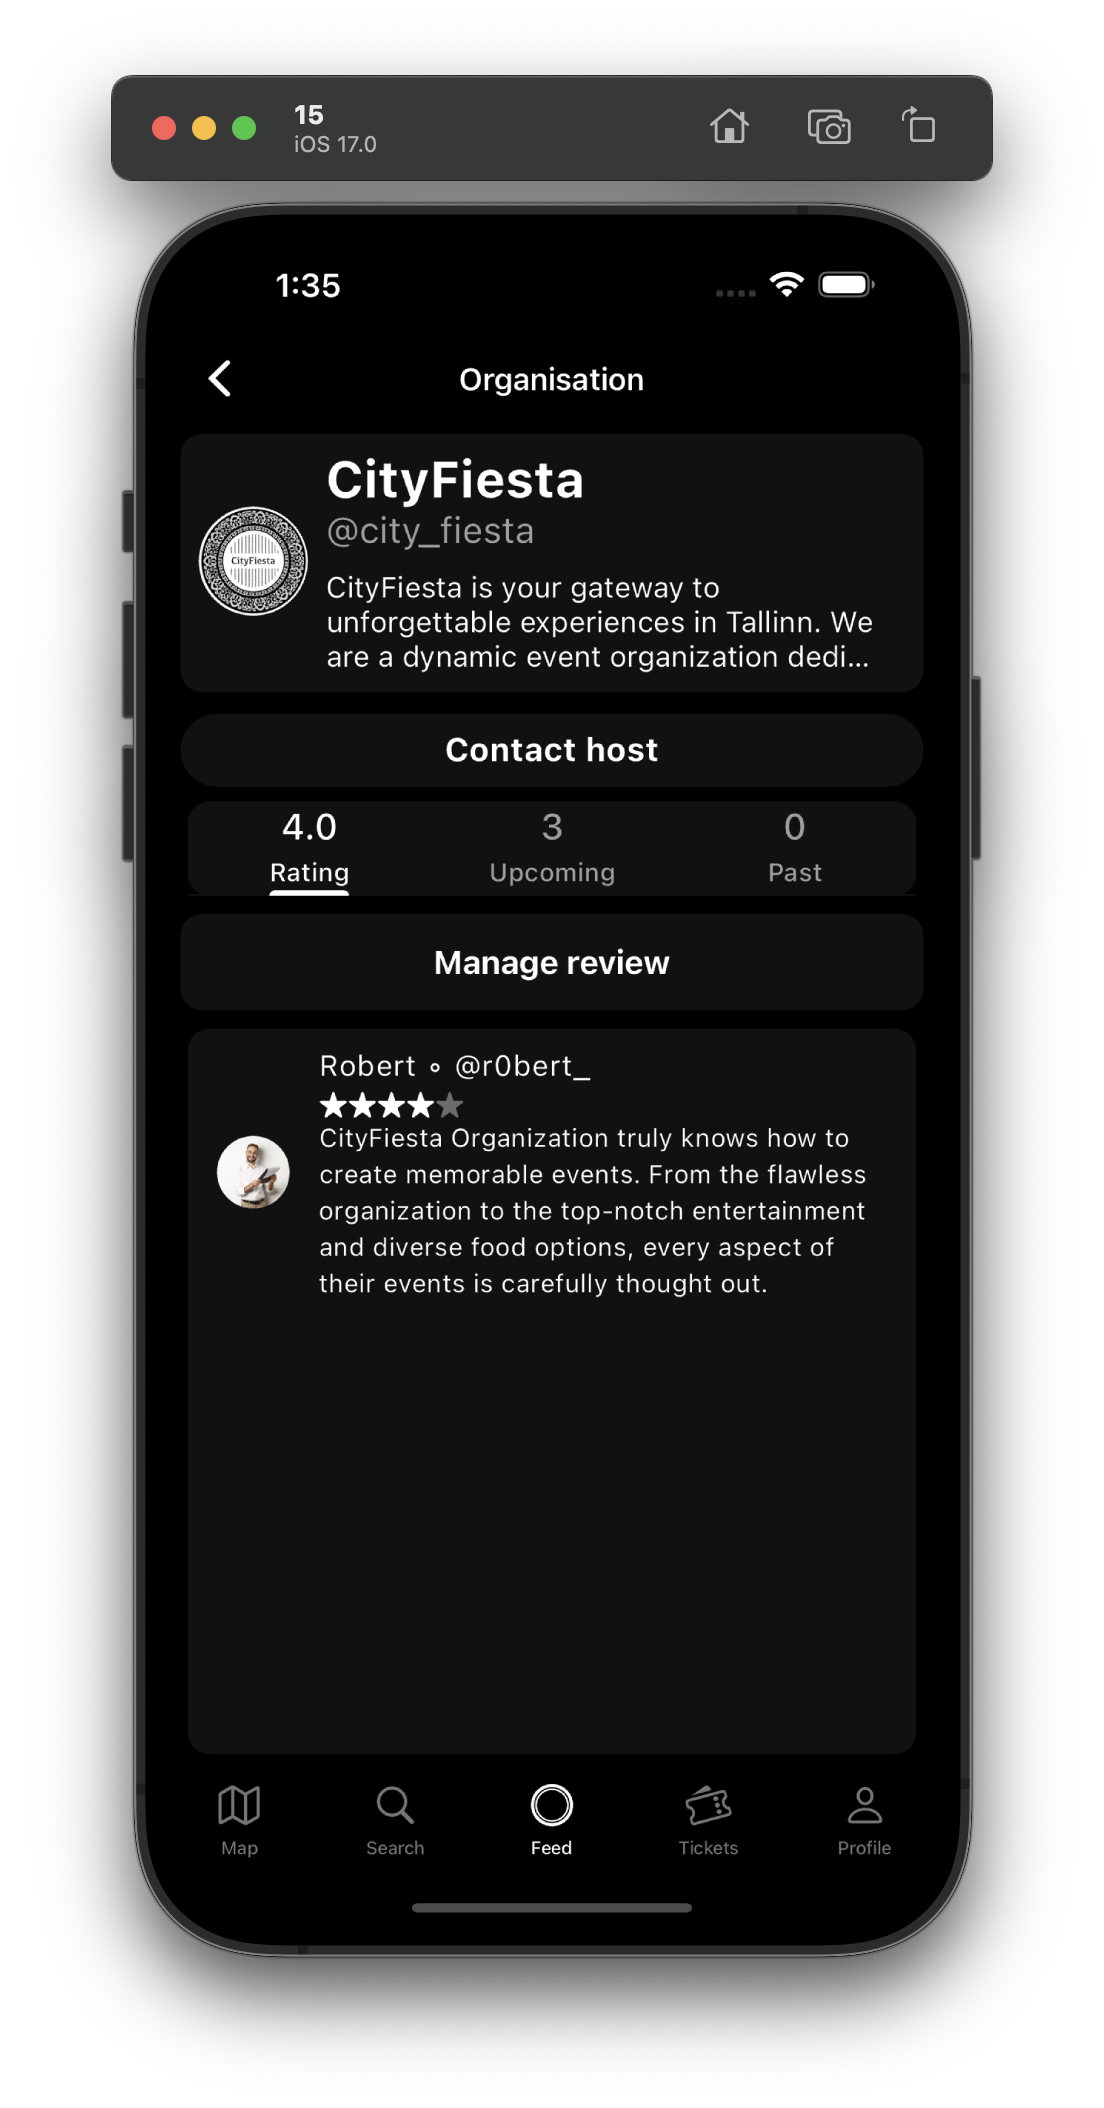 15
iOS 17.0
1:35
Organisation
CityFiesta
@city_fiesta
CityFiesta
CityFiesta is your gateway to
unforgettable experiences in Tallinn. We
are a dynamic event organization dedi...
Contact host
4.0 3 0
Rating Upcoming Past
Manage review
Robert ∘ @r0bert_
CityFiesta Organization truly knows how to
create memorable events. From the flawless
organization to the top-notch entertainment
and diverse food options, every aspect of
their events is carefully thought out.
Map Search Feed Tickets Profile